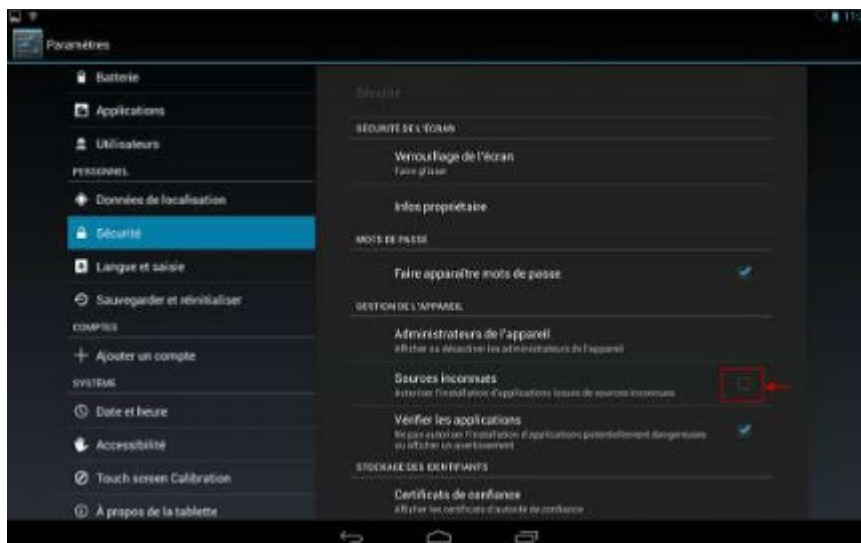 11:
Paramètres
Batterie
Applications
Utilisateurs
PERSONNEL
Données de localisation
Sécurité
Langue et saisie
Sauvegarder et réinitialiser
COMPTES
Ajouter un compte
SYSTÈME
Date et heure
Accessibilité
Touch screen Calibration
À propos de la tablette
Sécurité
SÉCURITÉ DE L'ÉCRAN
Verrouillage de l'écran
Faire glisser
Infos propriétaire
MOTS DE PASSE
Faire apparaître mots de passe
GESTION DE L'APPAREIL
Administrateurs de l'appareil
Afficher ou désactiver les administrateurs de l'appareil
Sources inconnues
Autoriser l'installation d'applications issues de sources inconnues
Vérifier les applications
Ne pas autoriser l'installation d'applications potentiellement dangereuses
ou afficher un avertissement
STOCKAGE DES IDENTIFIANTS
Certificats de confiance
Afficher les certificats d'autorité de confiance